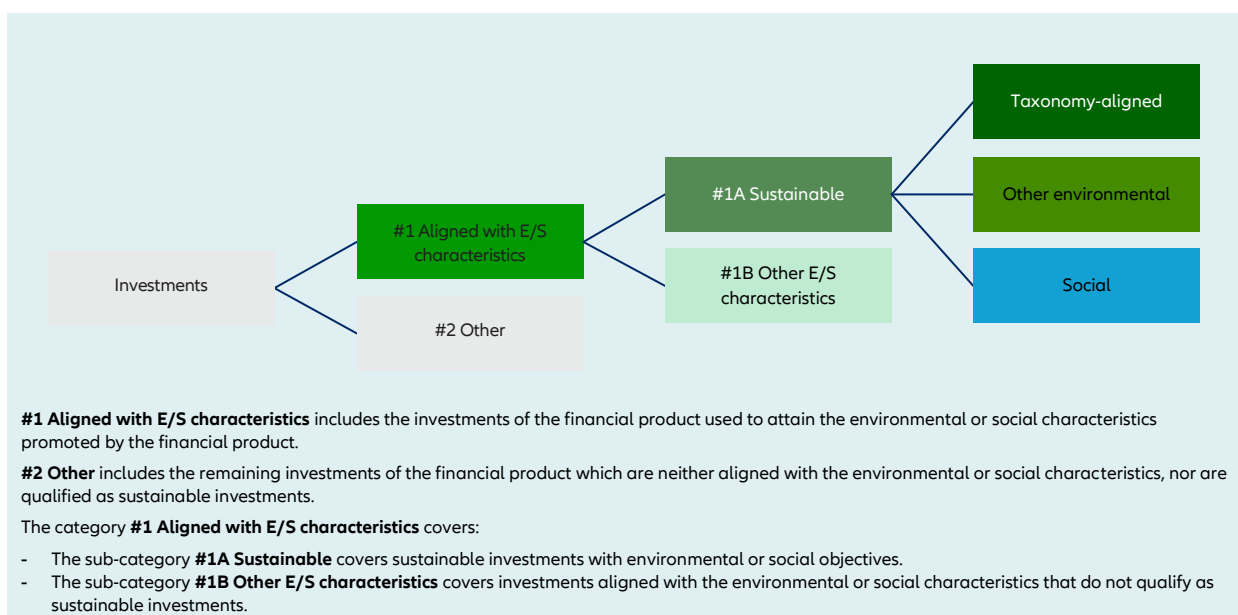 Taxonomy-aligned
#1A Sustainable
Other environmental
#1 Aligned with E/S
characteristics
#1B Other E/S
characteristics
Investments
Social
#2 Other
#1 Aligned with E/S characteristics includes the investments of the financial product used to attain the environmental or social characteristics
promoted by the financial product.
#2 Other includes the remaining investments of the financial product which are neither aligned with the environmental or social characteristics, nor are
qualified as sustainable investments.
The category #1 Aligned with E/S characteristics covers:
- The sub-category #1A Sustainable covers sustainable investments with environmental or social objectives.
- The sub-category #1B Other E/S characteristics covers investments aligned with the environmental or social characteristics that do not qualify as
sustainable investments.